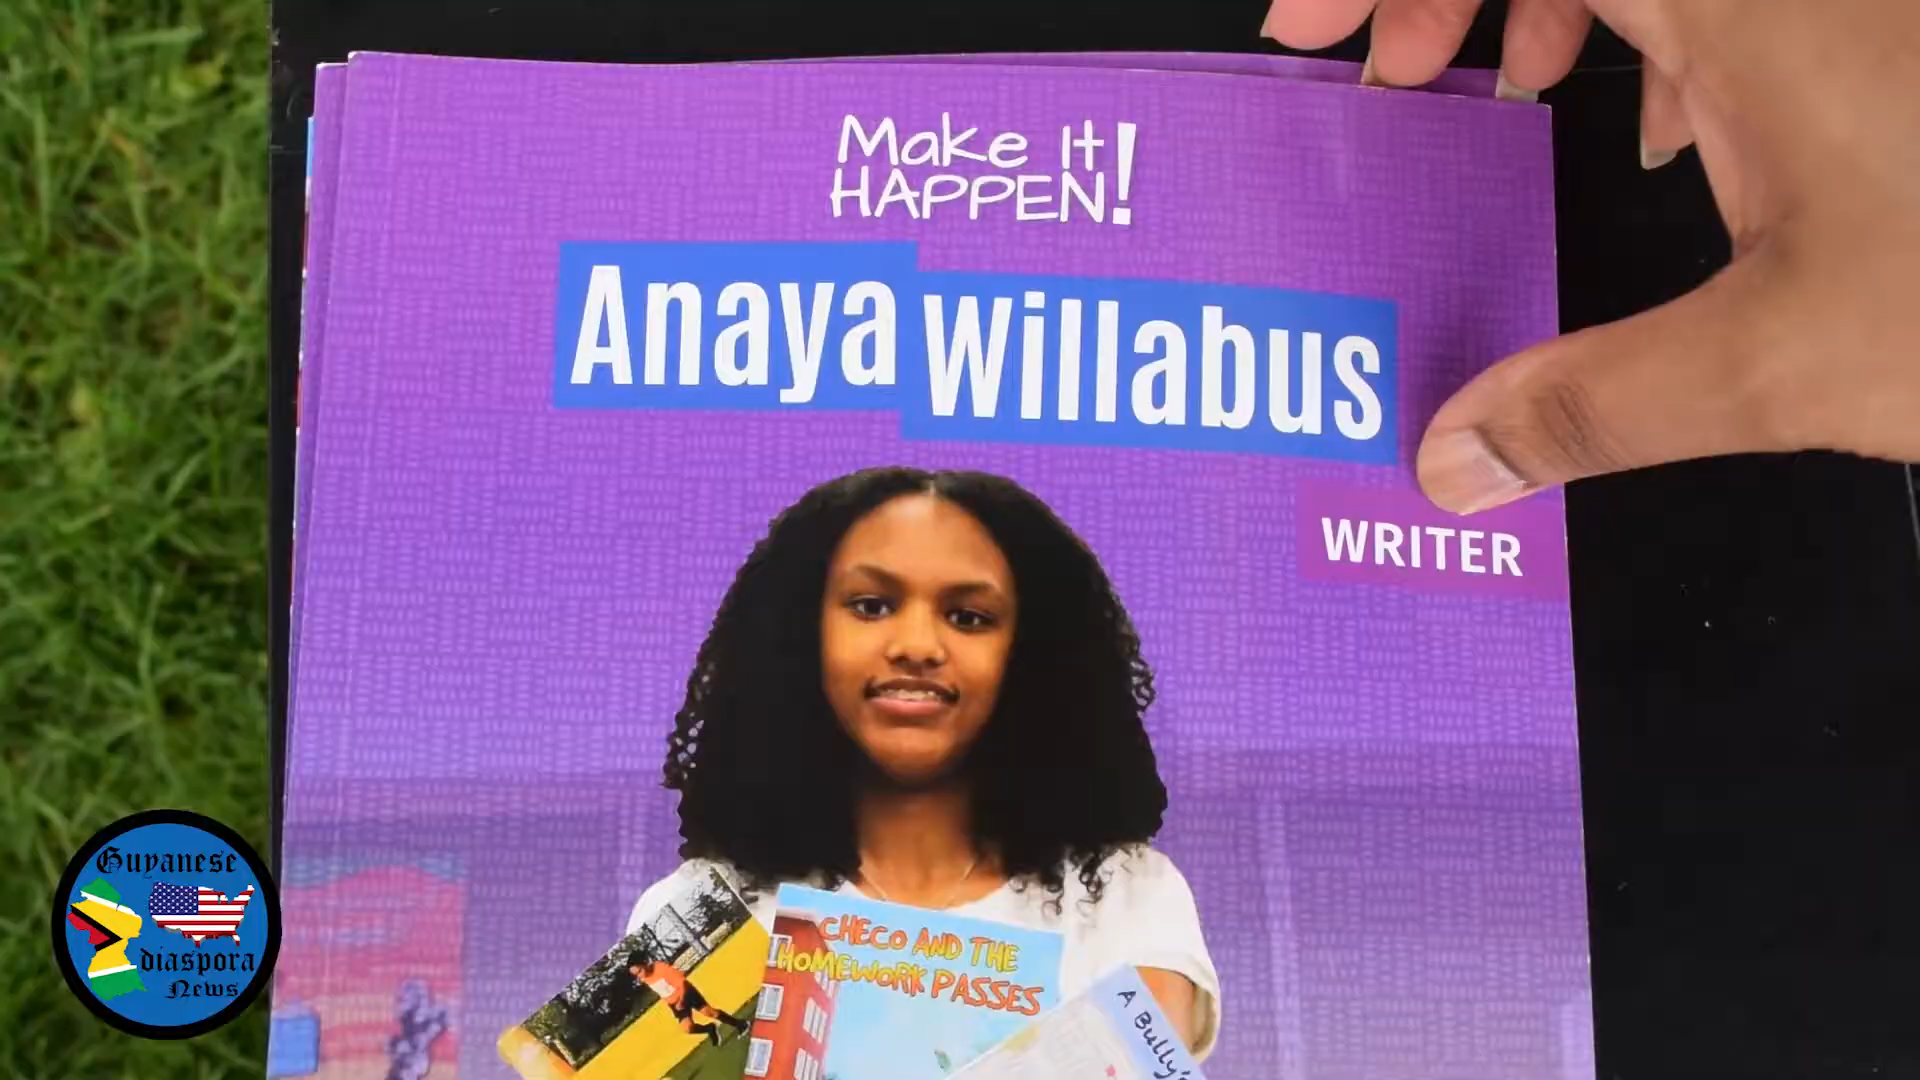 Make It
HAPPEN!
Anaya Willabus
WRITER
CHECO AND THE
HOMEWORK PASSES
A Bully's
Guyanese
diaspora
News